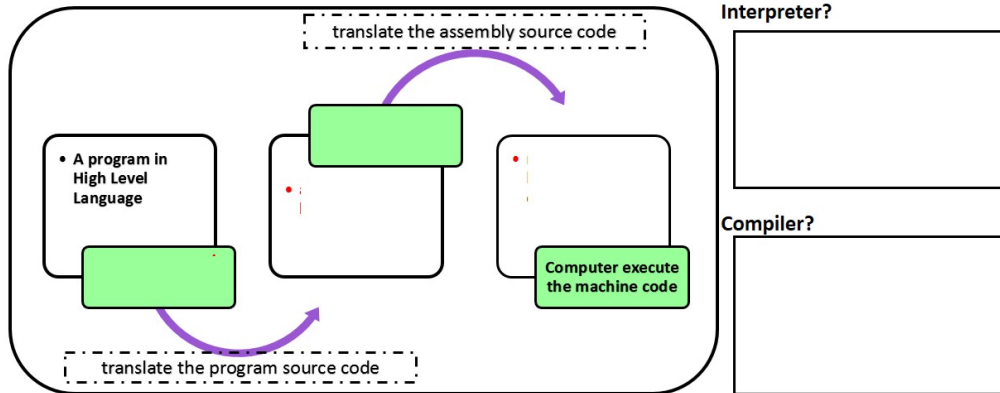 translate the assembly source code
Interpreter?
• A program in
High Level
Language
Compiler?
Computer execute
the machine code
translate the program source code